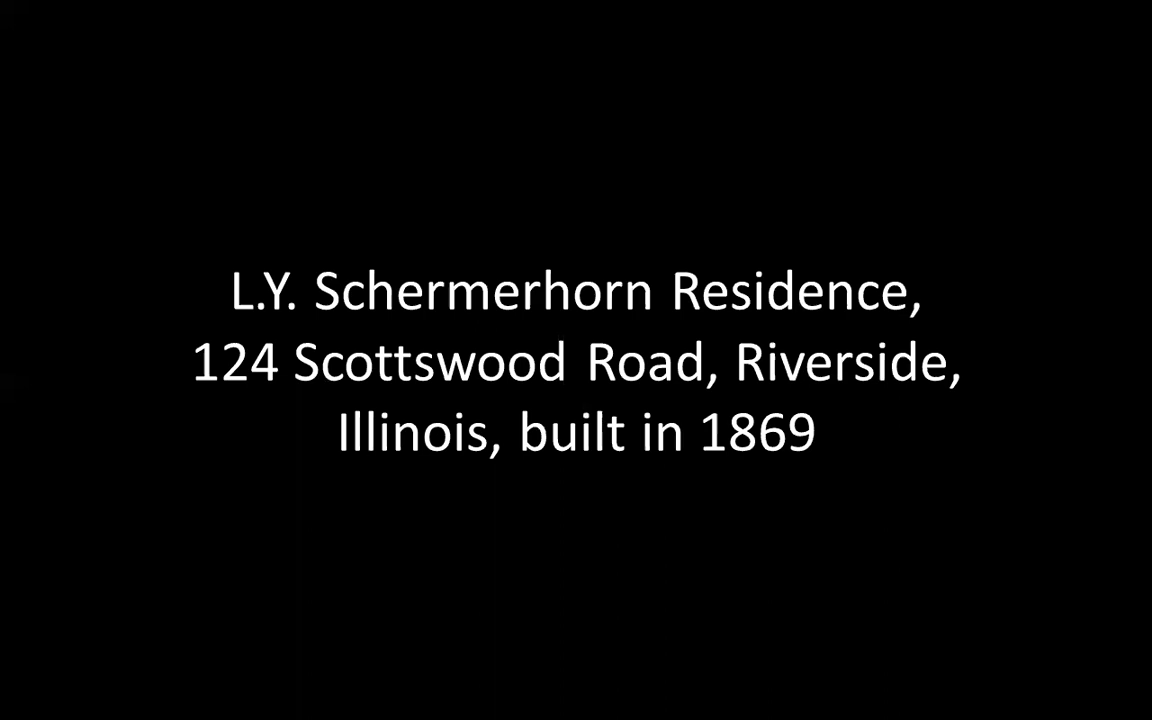 L.Y. Schermerhorn Residence,
124 Scottswood Road, Riverside,
Illinois, built in 1869